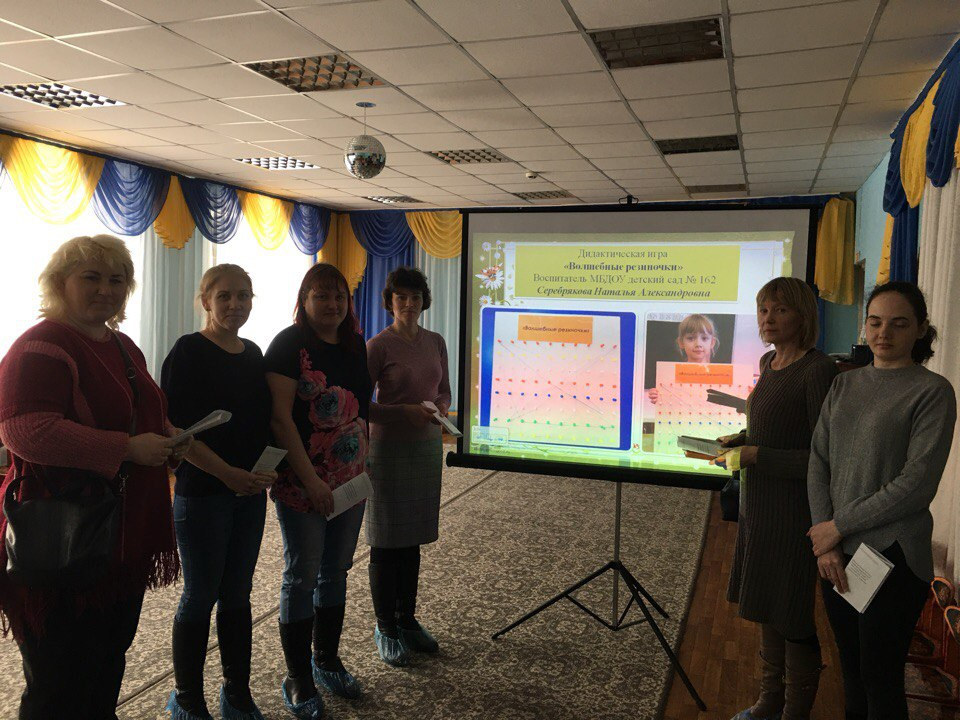 Дидактическая игра
«Волшебные резиночки»
Воспитатель МБДОУ детский сад № 162
Серебрякова Наталья Александровна
«Волшебные резиночки»